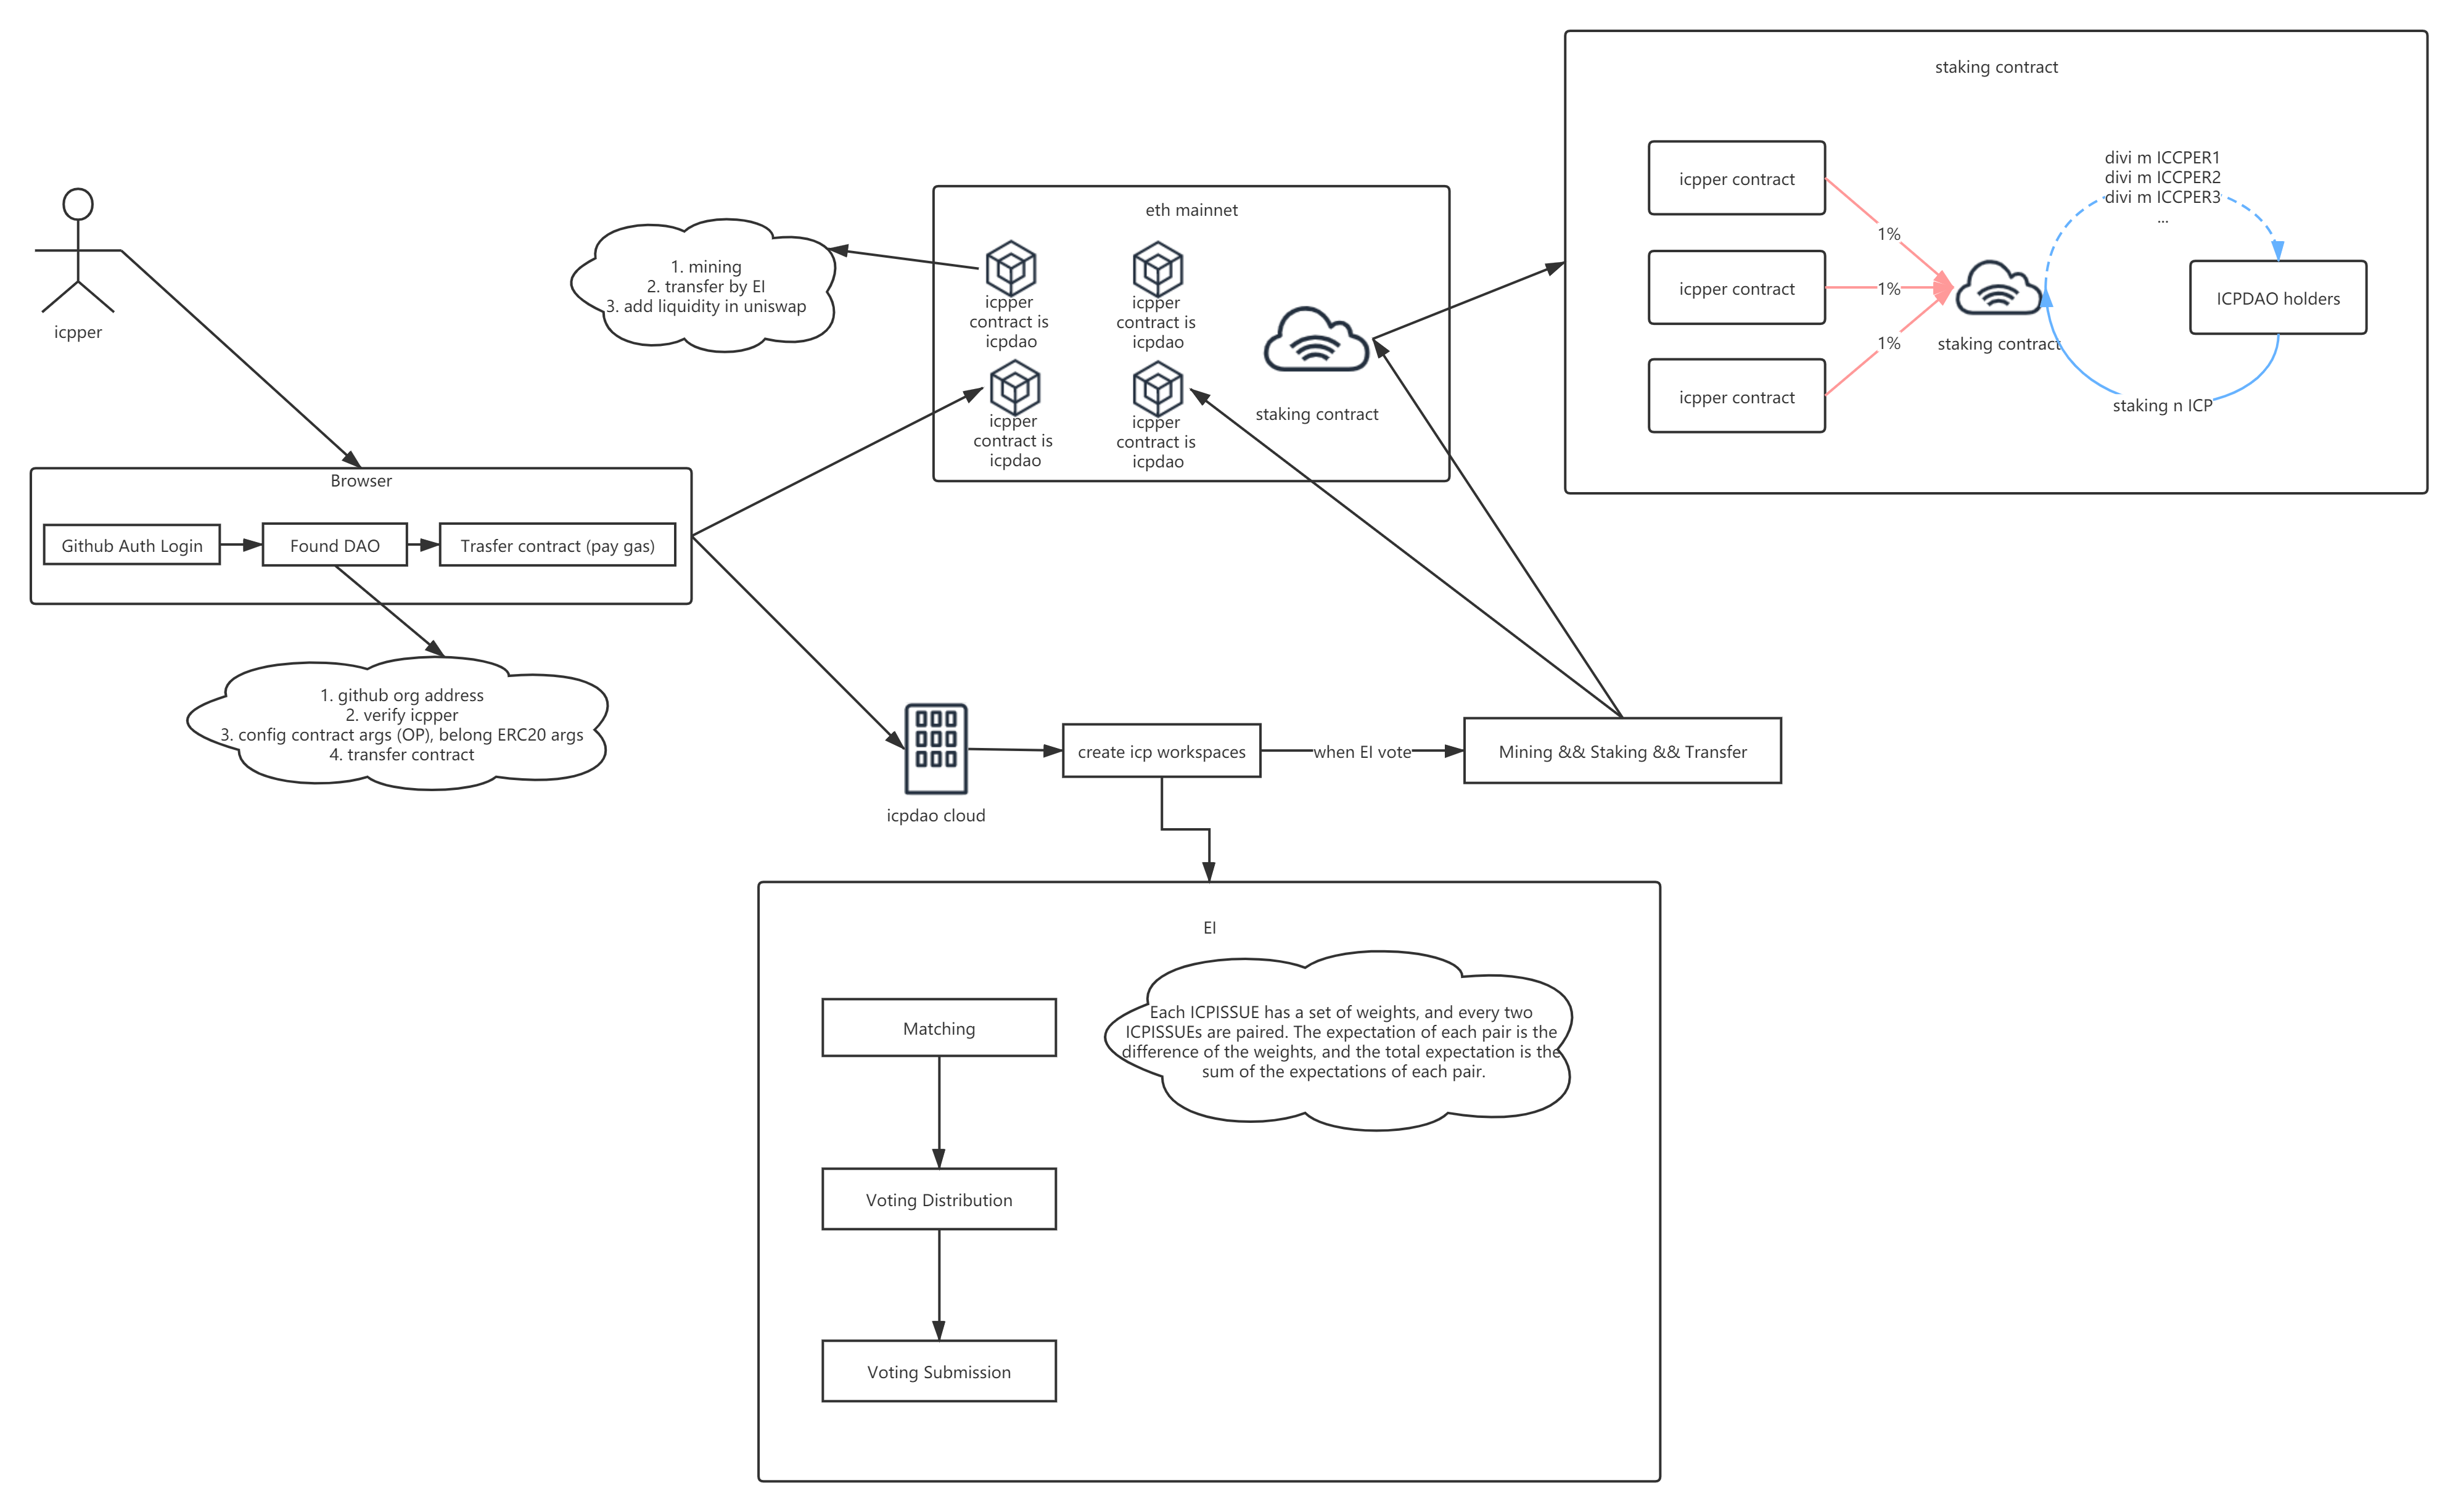 staking contract
icpper contract
icpper contract
icpper contract
1%
1%
1%
staking contract
divi m ICCPER1
divi m ICCPER2
divi m ICCPER3
...
ICPDAO holders
staking n ICP
eth mainnet
icpper
contract is
icpdao
icpper
contract is
icpdao
icpper
contract is
icpdao
icpper
contract is
icpdao
staking contract
1. mining
2. transfer by EI
3. add liquidity in uniswap
icpper
Browser
Github Auth Login
Found DAO
Trasfer contract (pay gas)
1. github org address
2. verify icpper
3. config contract args (OP), belong ERC20 args
4. transfer contract
icpdao cloud
create icp workspaces
when EI vote
Mining && Staking && Transfer
EI
Each ICPISSUE has a set of weights, and every two
ICPISSUEs are paired. The expectation of each pair is the
difference of the weights, and the total expectation is the
sum of the expectations of each pair.
Matching
Voting Distribution
Voting Submission